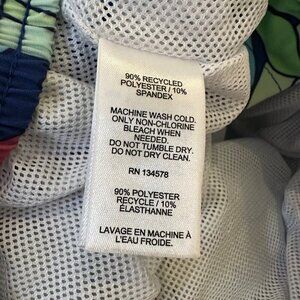 90% RECYCLED
POLYESTER / 10%
SPANDEX
MACHINE WASH COLD.
ONLY NON-CHLORINE
BLEACH WHEN
NEEDED.
DO NOT TUMBLE DRY.
DO NOT DRY CLEAN.
RN 134578
90% POLYESTER
RECYCLE / 10%
ÉLASTHANNE
LAVAGE EN MACHINE À
L'EAU FROIDE.